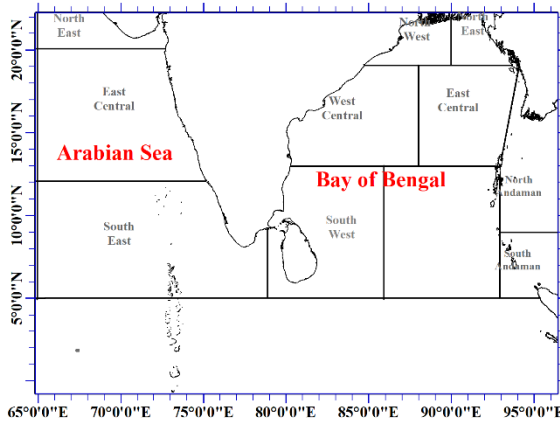 North
East
North
West
North
East
20°0'0"N
East
Central
West
Central
East
Central
15°0'0"N
Arabian Sea
Bay of Bengal
North
Andaman
10°0'0"N
South
East
South
West
South
Andaman
5°0'0"N
65°0'0"E 70°0'0"E 75°0'0"E 80°0'0"E 85°0'0"E 90°0'0"E 95°0'0"E